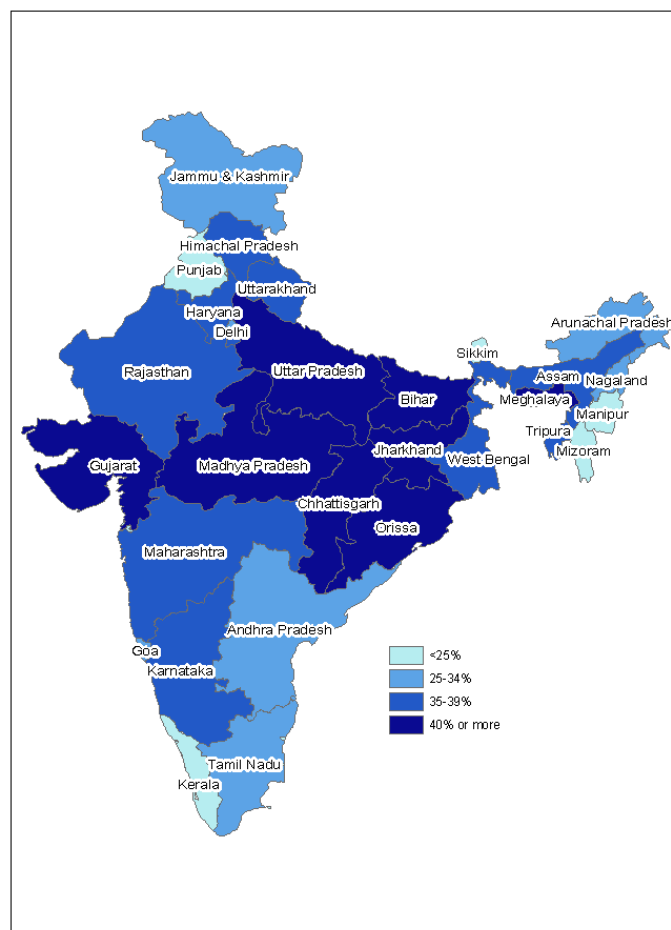 Jammu & Kashmir
Himachal Pradesh
Punjab
Uttarakhand
Haryana
Delhi
Arunachal Pradesh
Sikkim
Rajasthan
Uttar Pradesh
Assam
Nagaland
Bihar
Meghalaya
Manipur
Tripura
Jharkhand
Mizoram
West Bengal
Gujarat
Madhya Pradesh
Chhattisgarh
Orissa
Maharashtra
Andhra Pradesh
Goa
Karnataka
Tamil Nadu
Kerala
<25%
25-34%
35-39%
40% or more